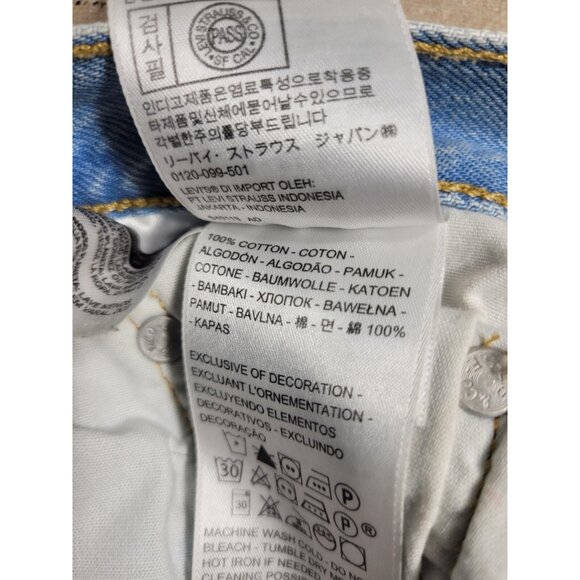 검사필
LEVI STRAUSS & CO.
PASS
SF CAL
인디고제품은염료특성으로착용중
타제품및신체에묻어날수있으니
각별한주의를당부드립니다
リーバイ・ストラウス ジャパン㈱
0120-099-501
LEVI'S® DI IMPORT OLEH:
PT LEVI STRAUSS INDONESIA
JAKARTA - INDONESIA
100% COTTON - COTON -
ALGODÓN - ALGODÃO - PAMUK -
COTONE - BAUMWOLLE - KATOEN
- BAMBAKI - ХЛОПОК - BAWEŁNA -
PAMUT - BAVLNA - 棉 - 면 - 綿 100%
- KAPAS
EXCLUSIVE OF DECORATION -
EXCLUANT L'ORNEMENTATION -
EXCLUYENDO ELEMENTOS
DECORATIVOS - EXCLUINDO
DECORAÇÃO
30 P
30 P
MACHINE WASH COLD
BLEACH - TUMBLE DRY
HOT IRON IF NEEDED
CLEANING POSSIBLE